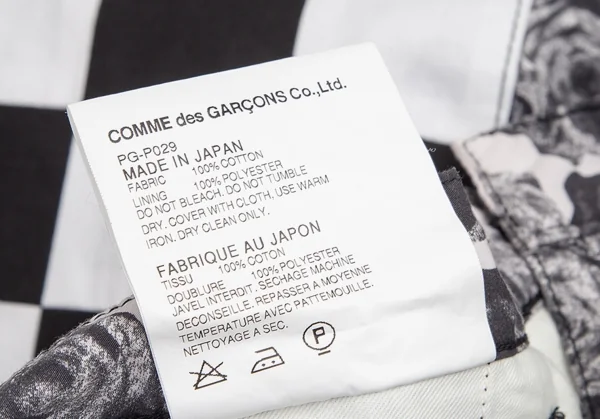 COMME des GARÇONS Co.,Ltd.
PG-P029
MADE IN JAPAN
FABRIC 100% COTTON
LINING 100% POLYESTER
DO NOT BLEACH. DO NOT TUMBLE
DRY. COVER WITH CLOTH, USE WARM
IRON. DRY CLEAN ONLY.
FABRIQUE AU JAPON
TISSU 100% COTON
DOUBLURE 100% POLYESTER
JAVEL INTERDIT. SECHAGE MACHINE
DECONSEILLE. REPASSER A MOYENNE
TEMPERATURE AVEC PATTEMOUILLE.
NETTOYAGE A SEC.
P